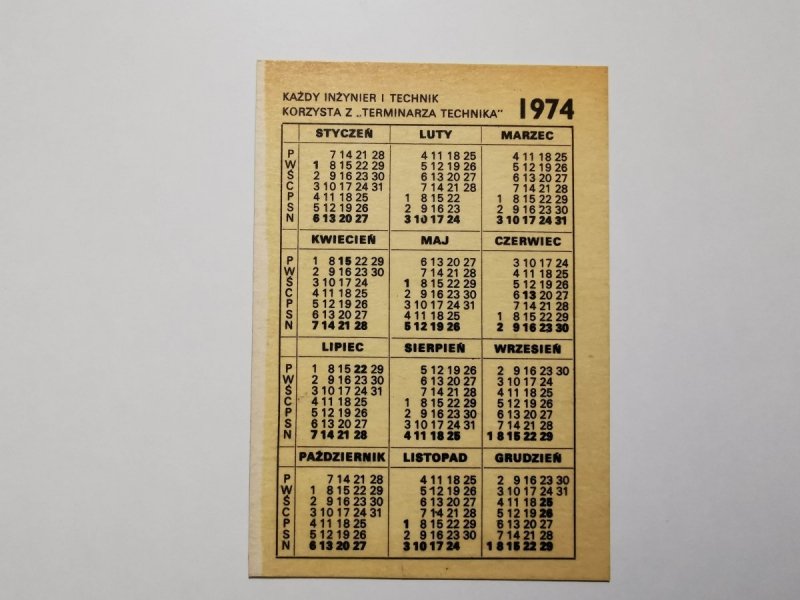 KAŻDY INŻYNIER I TECHNIK
KORZYSTA Z „TERMINARZA TECHNIKA" 1974
STYCZEŃ LUTY MARZEC
P 7 14 21 28 4 11 18 25 4 11 18 25
W 1 8 15 22 29 5 12 19 26 5 12 19 26
Ś 2 9 16 23 30 6 13 20 27 6 13 20 27
C 3 10 17 24 31 7 14 21 28 7 14 21 28
P 4 11 18 25 1 8 15 22 1 8 15 22 29
S 5 12 19 26 2 9 16 23 2 9 16 23 30
N 6 13 20 27 3 10 17 24 3 10 17 24 31
KWIECIEŃ MAJ CZERWIEC
P 1 8 15 22 29 6 13 20 27 3 10 17 24
W 2 9 16 23 30 7 14 21 28 4 11 18 25
Ś 3 10 17 24 1 8 15 22 29 5 12 19 26
C 4 11 18 25 2 9 16 23 30 6 13 20 27
P 5 12 19 26 3 10 17 24 31 7 14 21 28
S 6 13 20 27 4 11 18 25 1 8 15 22 29
N 7 14 21 28 5 12 19 26 2 9 16 23 30
LIPIEC SIERPIEŃ WRZESIEŃ
P 1 8 15 22 29 5 12 19 26 2 9 16 23 30
W 2 9 16 23 30 6 13 20 27 3 10 17 24
Ś 3 10 17 24 31 7 14 21 28 4 11 18 25
C 4 11 18 25 1 8 15 22 29 5 12 19 26
P 5 12 19 26 2 9 16 23 30 6 13 20 27
S 6 13 20 27 3 10 17 24 31 7 14 21 28
N 7 14 21 28 4 11 18 25 1 8 15 22 29
PAŹDZIERNIK LISTOPAD GRUDZIEŃ
P 7 14 21 28 4 11 18 25 2 9 16 23 30
W 1 8 15 22 29 5 12 19 26 3 10 17 24 31
Ś 2 9 16 23 30 6 13 20 27 4 11 18 25
C 3 10 17 24 31 7 14 21 28 5 12 19 26
P 4 11 18 25 1 8 15 22 29 6 13 20 27
S 5 12 19 26 2 9 16 23 30 7 14 21 28
N 6 13 20 27 3 10 17 24 1 8 15 22 29